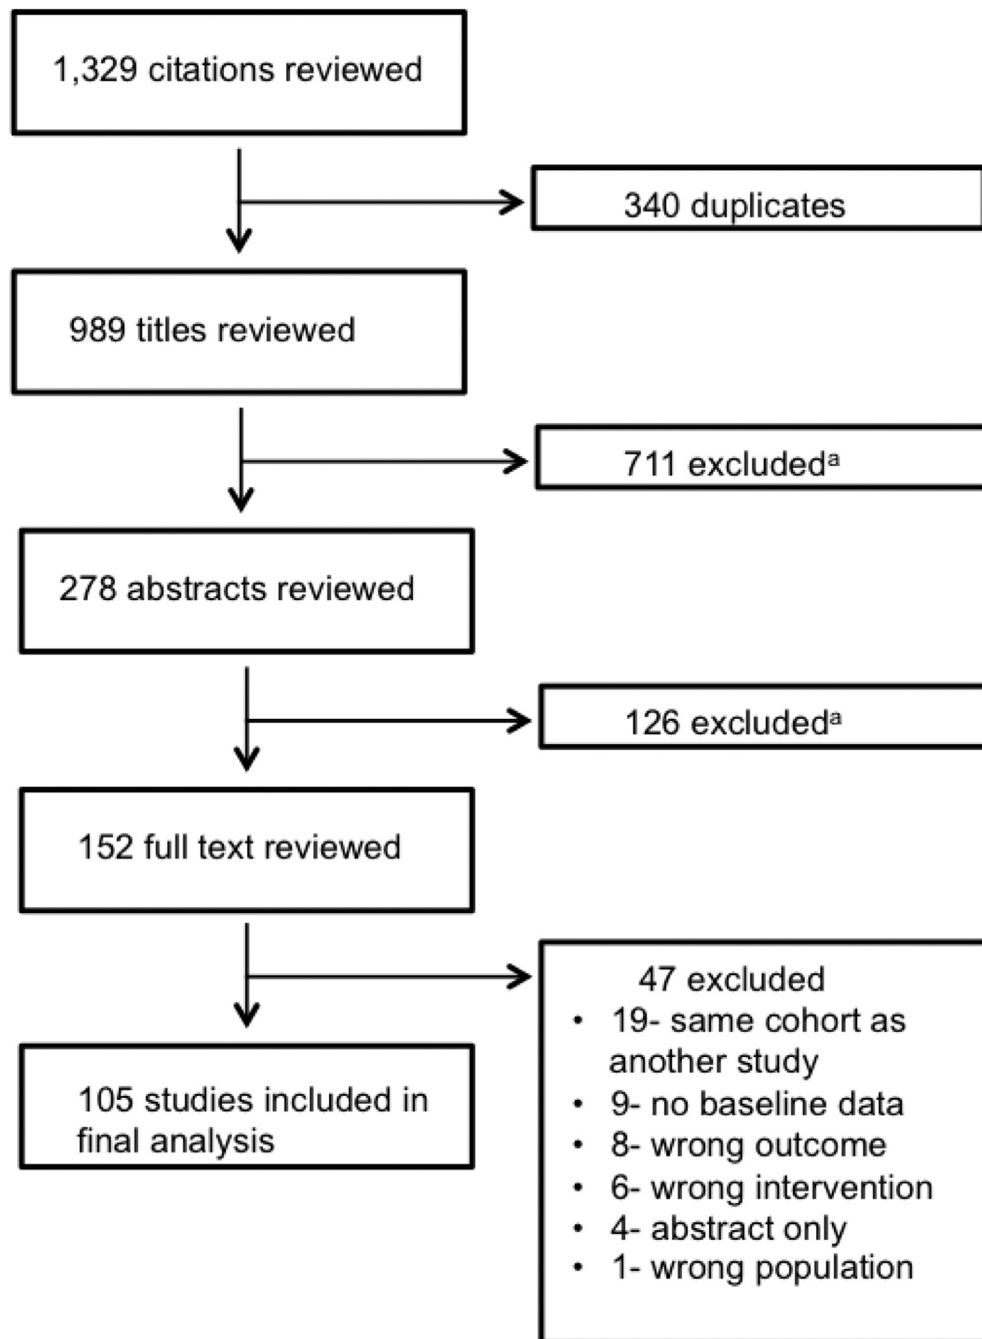 1,329 citations reviewed
340 duplicates
989 titles reviewed
711 excludedª
278 abstracts reviewed
126 excludedª
152 full text reviewed
47 excluded
• 19- same cohort as
another study
• 9- no baseline data
• 8- wrong outcome
• 6- wrong intervention
• 4- abstract only
• 1- wrong population
105 studies included in
final analysis